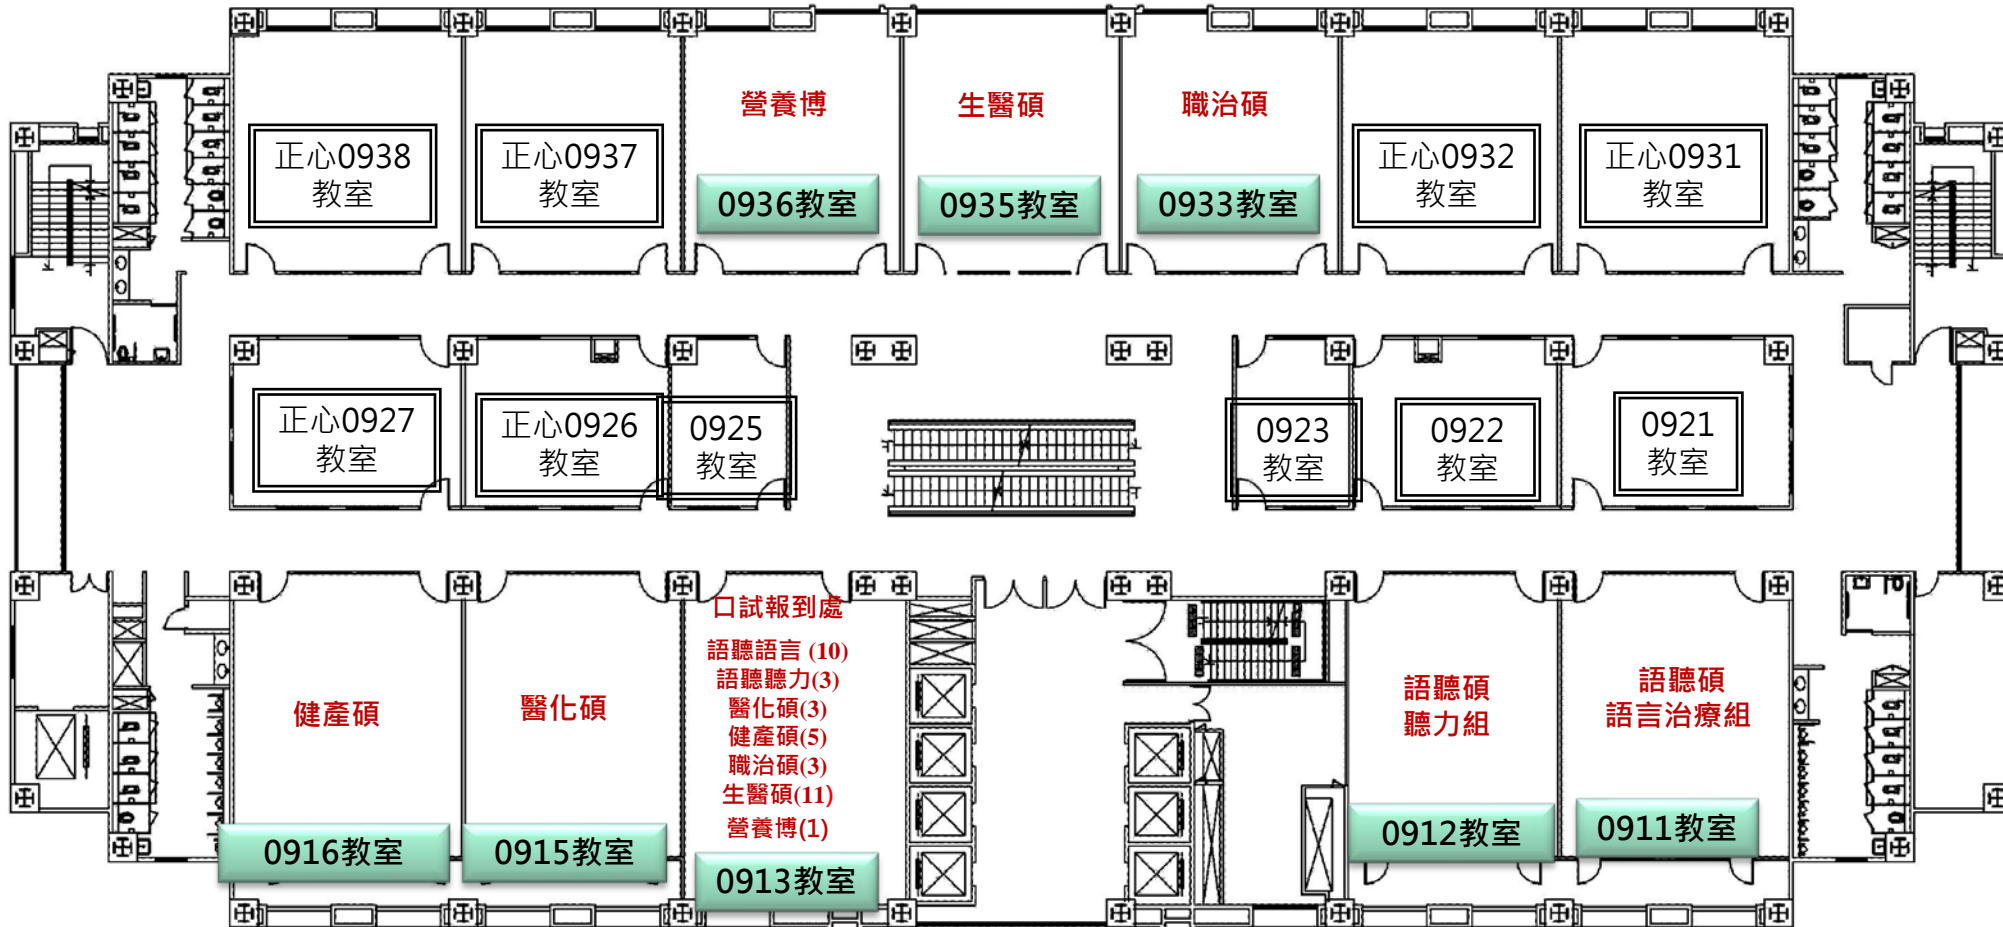 營養博
生醫碩
職治碩
正心0938
教室
正心0937
教室
0936教室
0935教室
0933教室
正心0932
教室
正心0931
教室
正心0927
教室
正心0926
教室
0925
教室
0923
教室
0922
教室
0921
教室
健產碩
醫化碩
口試報到處
語聽語言 (10)
語聽聽力(3)
醫化碩(3)
健產碩(5)
職治碩(3)
生醫碩(11)
營養博(1)
語聽碩
聽力組
語聽碩
語言治療組
0916教室
0915教室
0913教室
0912教室
0911教室